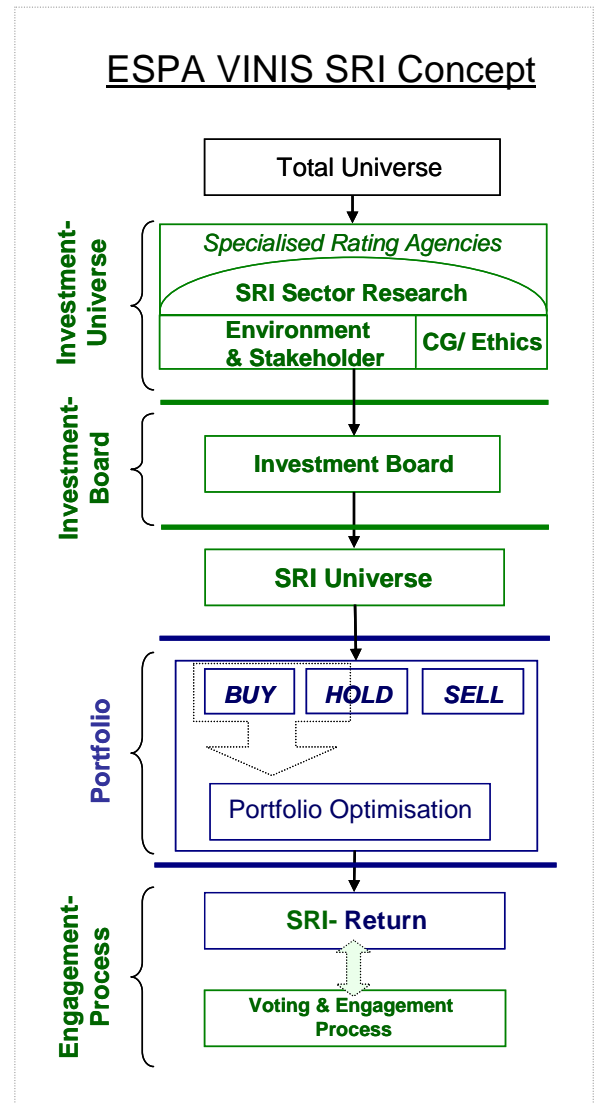 ESPA VINIS SRI Concept
Total Universe
Investment-
Universe
Specialised Rating Agencies
SRI Sector Research
Environment
& Stakeholder
CG/ Ethics
Investment-
Board
Investment Board
SRI Universe
Portfolio
BUY
HOLD
SELL
Portfolio Optimisation
Engagement-
Process
SRI- Return
Voting & Engagement
Process